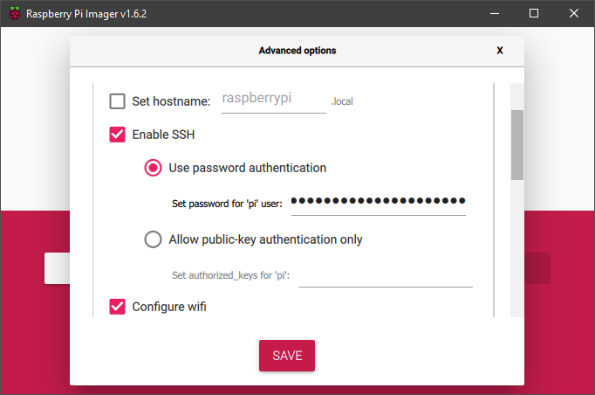 Raspberry Pi Imager v1.6.2
Advanced options X
Set hostname: raspberrypi .local
Enable SSH
Use password authentication
Set password for 'pi' user: ●●●●●●●●●●●●●●●●●●●●●
Allow public-key authentication only
Set authorized_keys for 'pi':
Configure wifi
SAVE